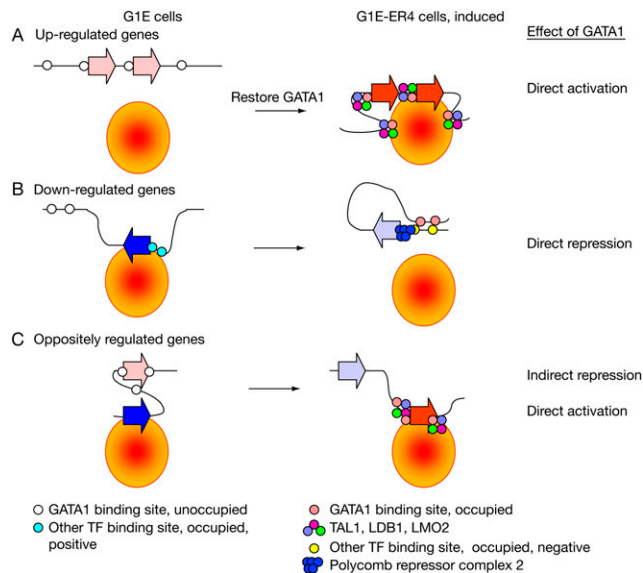 G1E cells
G1E-ER4 cells, induced
Effect of GATA1
A
Up-regulated genes
Restore GATA1
Direct activation
B
Down-regulated genes
Direct repression
C
Oppositely regulated genes
Indirect repression
Direct activation
GATA1 binding site, unoccupied
Other TF binding site, occupied,
positive
GATA1 binding site, occupied
TAL1, LDB1, LMO2
Other TF binding site, occupied, negative
Polycomb repressor complex 2